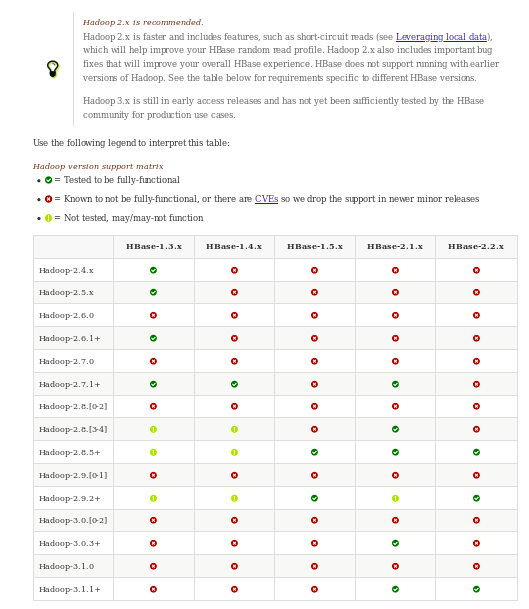 Hadoop 2.x is recommended.
Hadoop 2.x is faster and includes features, such as short-circuit reads (see Leveraging local data),
which will help improve your HBase random read profile. Hadoop 2.x also includes important bug
fixes that will improve your overall HBase experience. HBase does not support running with earlier
versions of Hadoop. See the table below for requirements specific to different HBase versions.
Hadoop 3.x is still in early access releases and has not yet been sufficiently tested by the HBase
community for production use cases.
Use the following legend to interpret this table:
Hadoop version support matrix
• = Tested to be fully-functional
• = Known to not be fully-functional, or there are CVEs so we drop the support in newer minor releases
• = Not tested, may/may-not function
HBase-1.3.x HBase-1.4.x HBase-1.5.x HBase-2.1.x HBase-2.2.x
Hadoop-2.4.x
Hadoop-2.5.x
Hadoop-2.6.0
Hadoop-2.6.1+
Hadoop-2.7.0
Hadoop-2.7.1+
Hadoop-2.8.[0-2]
Hadoop-2.8.[3-4]
Hadoop-2.8.5+
Hadoop-2.9.[0-1]
Hadoop-2.9.2+
Hadoop-3.0.[0-2]
Hadoop-3.0.3+
Hadoop-3.1.0
Hadoop-3.1.1+